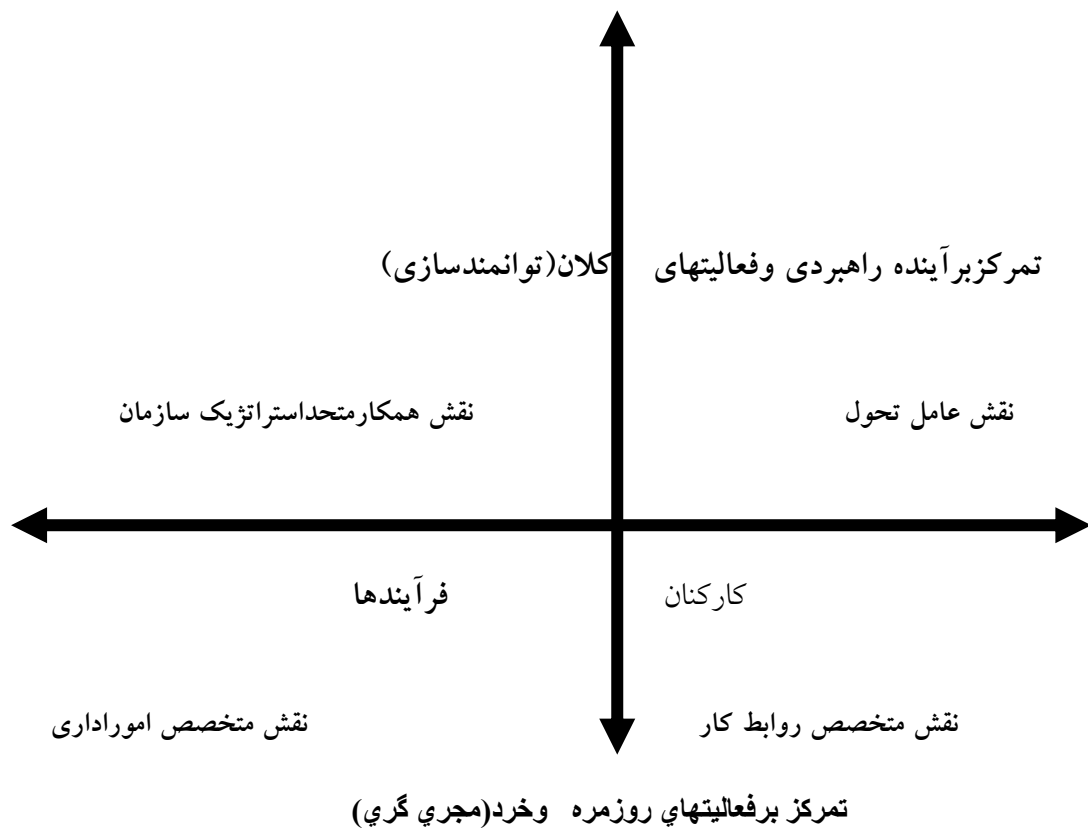 تمرکزبرآینده راهبردی وفعالیتهای کلان(توانمندسازی)
نقش عامل تحول
نقش همکارمتحداستراتژیک سازمان
کارکنان
فرآیندها
نقش متخصص روابط کار
نقش متخصص اموراداری
تمرکز برفعالیتهاي روزمره وخرد(مجري گري)